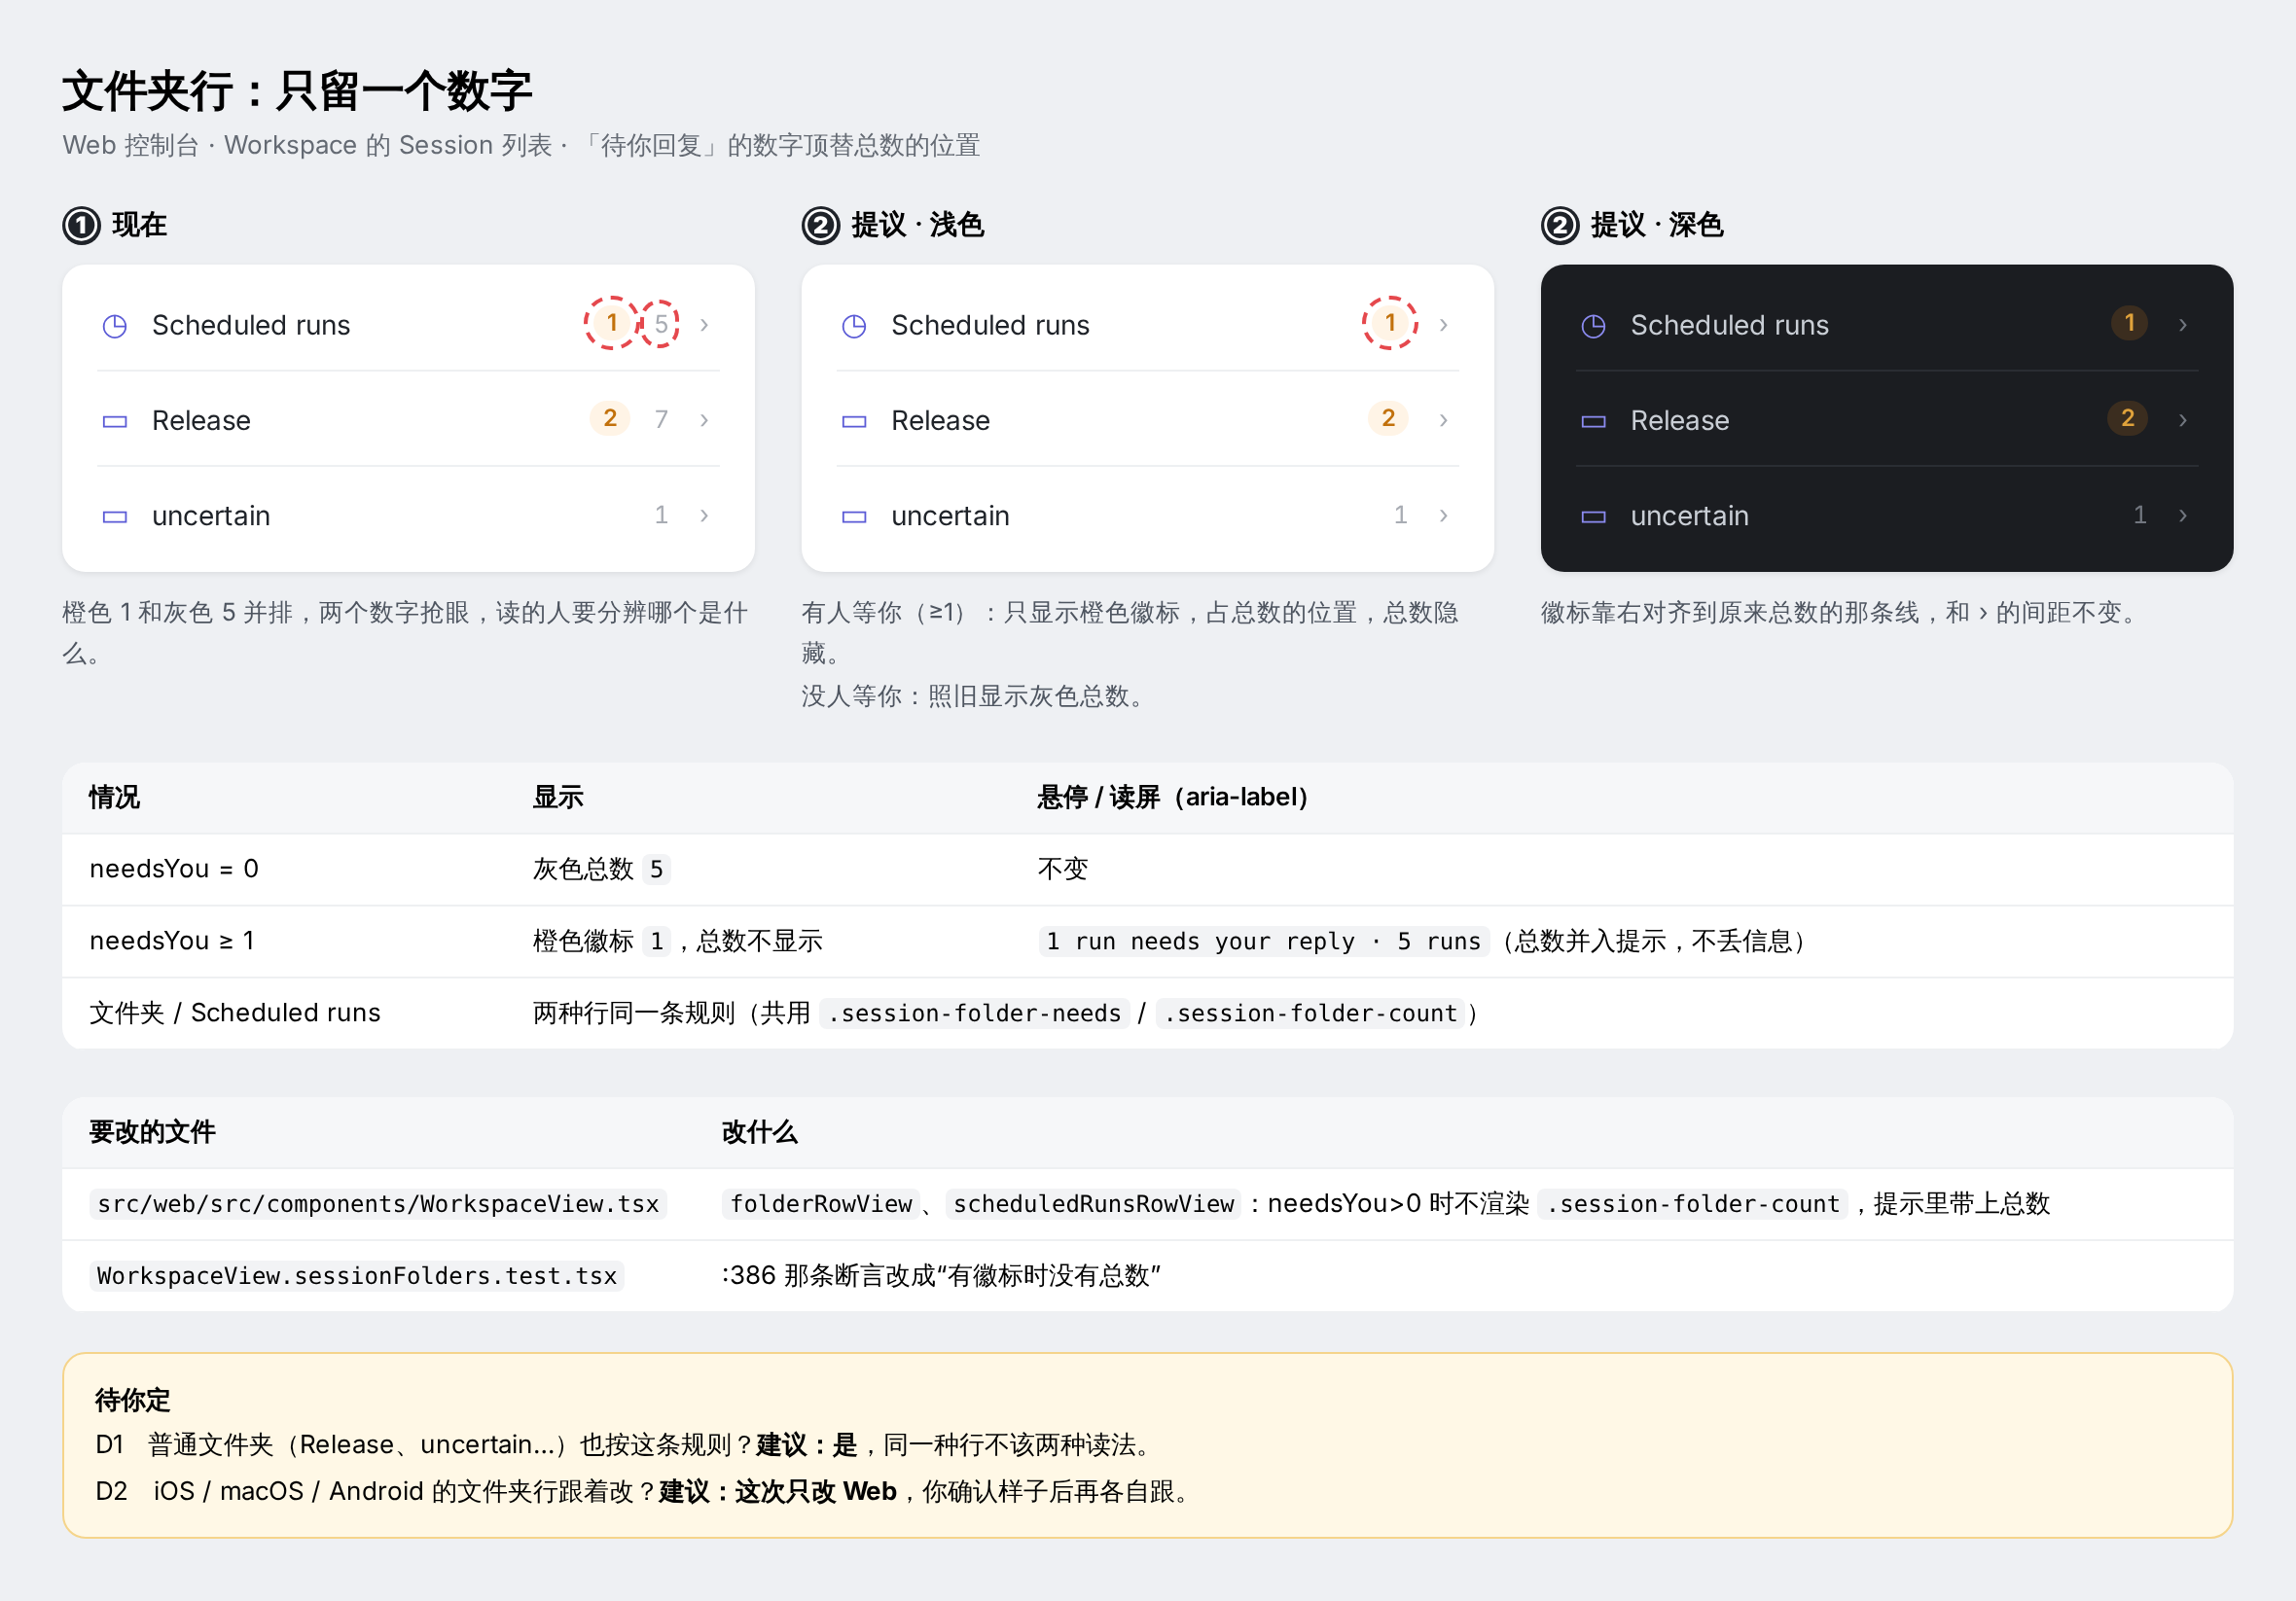 文件夹行：只留一个数字
Web 控制台 · Workspace 的 Session 列表 · 「待你回复」的数字顶替总数的位置
① 现在
Scheduled runs 1 5 ›
Release 2 7 ›
uncertain 1 ›
橙色 1 和灰色 5 并排，两个数字抢眼，读的人要分辨哪个是什
么。
② 提议 · 浅色
Scheduled runs 1 ›
Release 2 ›
uncertain 1 ›
有人等你（≥1）：只显示橙色徽标，占总数的位置，总数隐
藏。
没人等你：照旧显示灰色总数。
② 提议 · 深色
Scheduled runs 1 ›
Release 2 ›
uncertain 1 ›
徽标靠右对齐到原来总数的那条线，和 › 的间距不变。
情况 显示 悬停 / 读屏（aria-label）
needsYou = 0 灰色总数 5 不变
needsYou ≥ 1 橙色徽标 1，总数不显示 1 run needs your reply · 5 runs（总数并入提示，不丢信息）
文件夹 / Scheduled runs 两种行同一条规则（共用 .session-folder-needs / .session-folder-count）
要改的文件 改什么
src/web/src/components/WorkspaceView.tsx folderRowView、scheduledRunsRowView：needsYou>0 时不渲染 .session-folder-count，提示里带上总数
WorkspaceView.sessionFolders.test.tsx :386 那条断言改成“有徽标时没有总数”
待你定
D1 普通文件夹（Release、uncertain…）也按这条规则？建议：是，同一种行不该两种读法。
D2 iOS / macOS / Android 的文件夹行跟着改？建议：这次只改 Web，你确认样子后再各自跟。